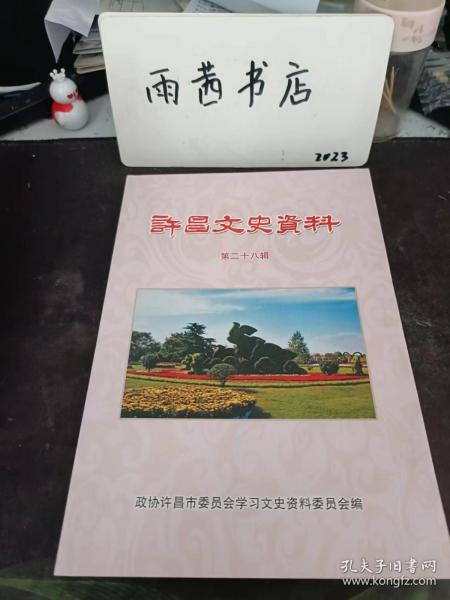 雨茜书店
2023
許昌文史資料
第二十八辑
政协许昌市委员会学习文史资料委员会编
孔夫子旧书网
www.kongfz.com